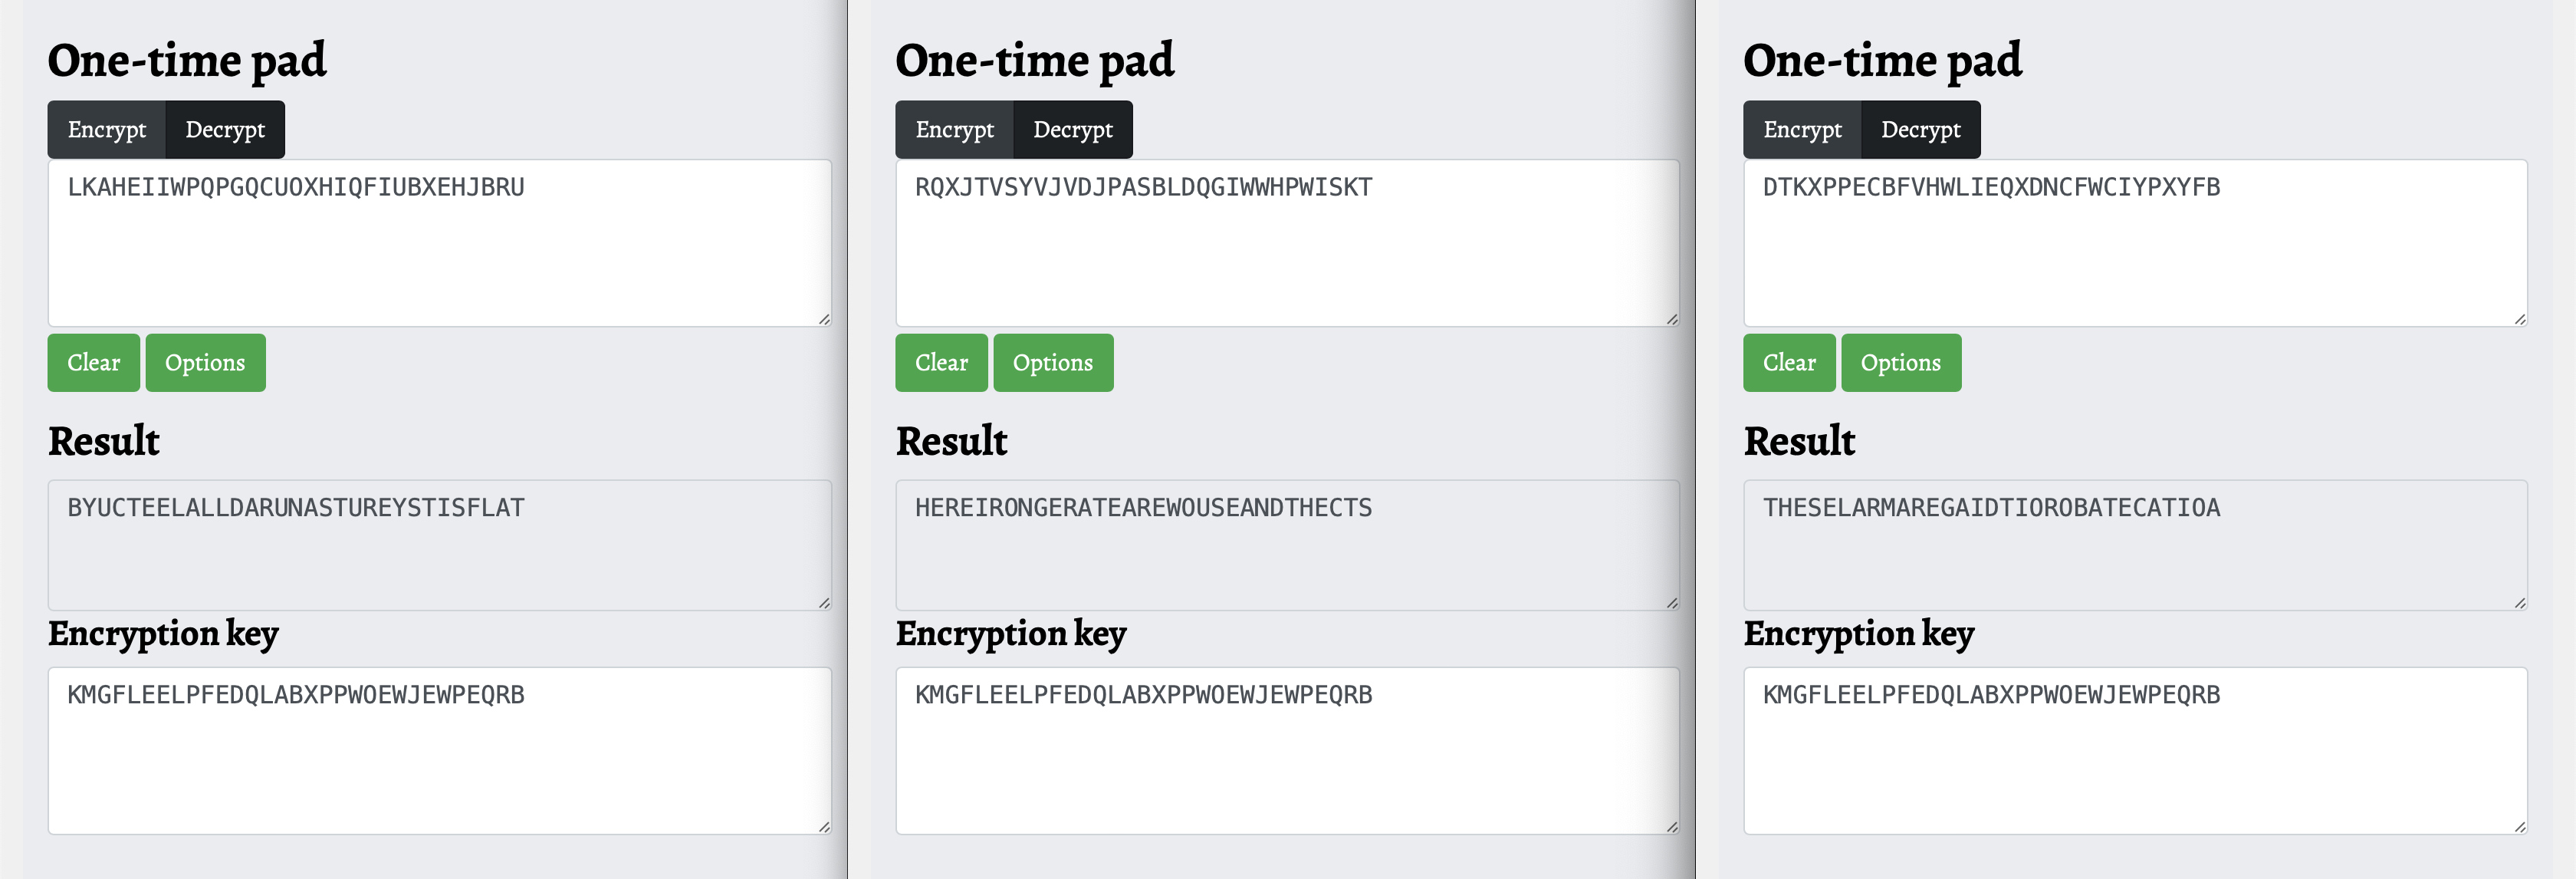 One-time pad
Encrypt Decrypt
LKAHEIIWPQPGQCUOXHIQFIUBXEHJBRU
Clear Options
Result
BYUCTEELALLDARUNASTUREYSTISFLAT
Encryption key
KMGFLEELPFEDQLABXPPWOEWJEWPEQRB
One-time pad
Encrypt Decrypt
RQXJTVSYVJVDJPASBLDQGIWWHPWISKT
Clear Options
Result
HEREIRONGERATEAREWOUSEANDTHECTS
Encryption key
KMGFLEELPFEDQLABXPPWOEWJEWPEQRB
One-time pad
Encrypt Decrypt
DTKXPPECBFVHWLIEQXDNCFWCIYPXYFB
Clear Options
Result
THESELARMAREGAIDTIOROBATECATIOA
Encryption key
KMGFLEELPFEDQLABXPPWOEWJEWPEQRB